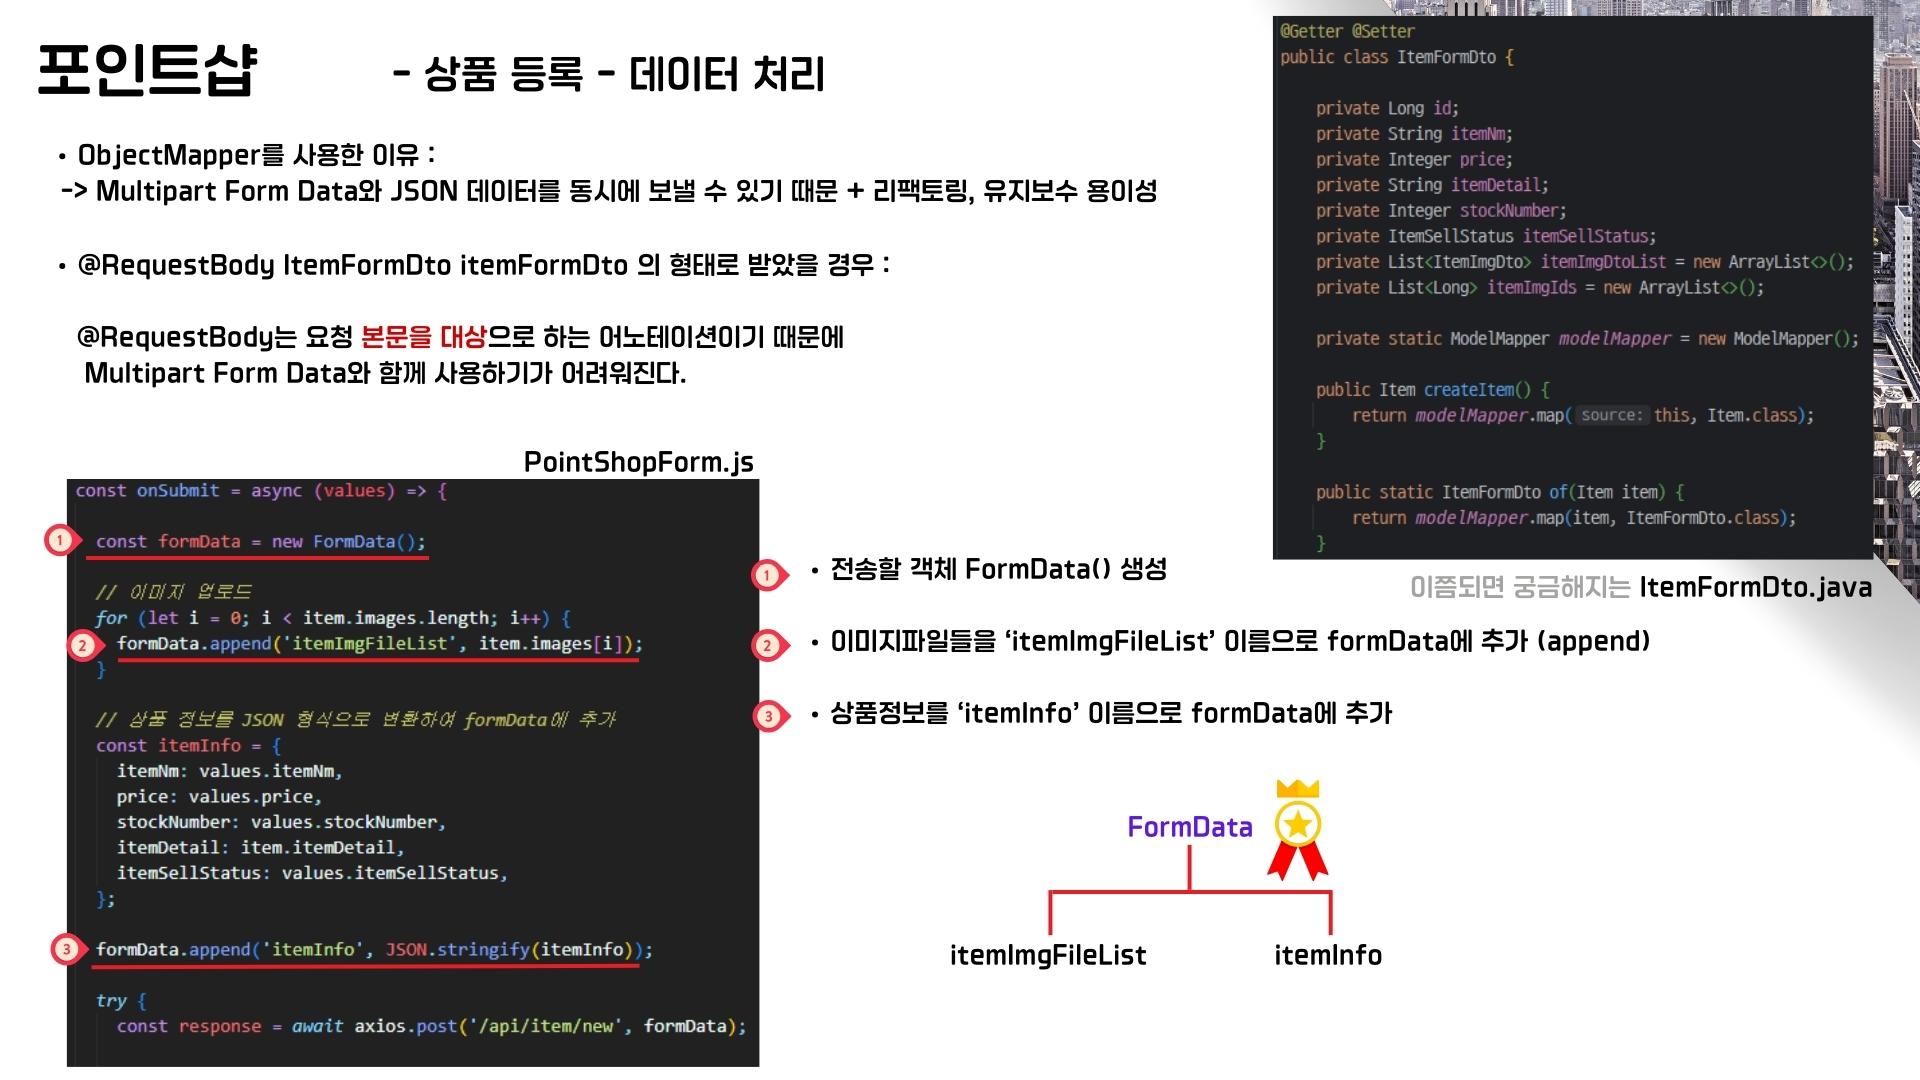 포인트샵
- 상품 등록 - 데이터 처리
• ObjectMapper를 사용한 이유 :
-> Multipart Form Data와 JSON 데이터를 동시에 보낼 수 있기 때문 + 리팩토링, 유지보수 용이성
• @RequestBody ItemFormDto itemFormDto 의 형태로 받았을 경우 :
@RequestBody는 요청 본문을 대상으로 하는 어노테이션이기 때문에
Multipart Form Data와 함께 사용하기가 어려워진다.
@Getter @Setter
public class ItemFormDto {
private Long id;
private String itemNm;
private Integer price;
private String itemDetail;
private Integer stockNumber;
private ItemSellStatus itemSellStatus;
private List<ItemImgDto> itemImgDtoList = new ArrayList<>();
private List<Long> itemImgIds = new ArrayList<>();
private static ModelMapper modelMapper = new ModelMapper();
public Item createItem() {
return modelMapper.map( source: this, Item.class);
}
public static ItemFormDto of(Item item) {
return modelMapper.map(item, ItemFormDto.class);
}
이쯤되면 궁금해지는 ItemFormDto.java
PointShopForm.js
const onSubmit = async (values) => {
1 const formData = new FormData();
// 이미지 업로드
for (let i = 0; i < item.images.length; i++) {
2 formData.append('itemImgFileList', item.images[i]);
}
// 상품 정보를 JSON 형식으로 변환하여 formData에 추가
const itemInfo = {
itemNm: values.itemNm,
price: values.price,
stockNumber: values.stockNumber,
itemDetail: item.itemDetail,
itemSellStatus: values.itemSellStatus,
};
3 formData.append('itemInfo', JSON.stringify(itemInfo));
try {
const response = await axios.post('/api/item/new', formData);
1 • 전송할 객체 FormData() 생성
2 • 이미지파일들을 ‘itemImgFileList’ 이름으로 formData에 추가 (append)
3 • 상품정보를 ‘itemInfo’ 이름으로 formData에 추가
FormData
itemImgFileList
itemInfo